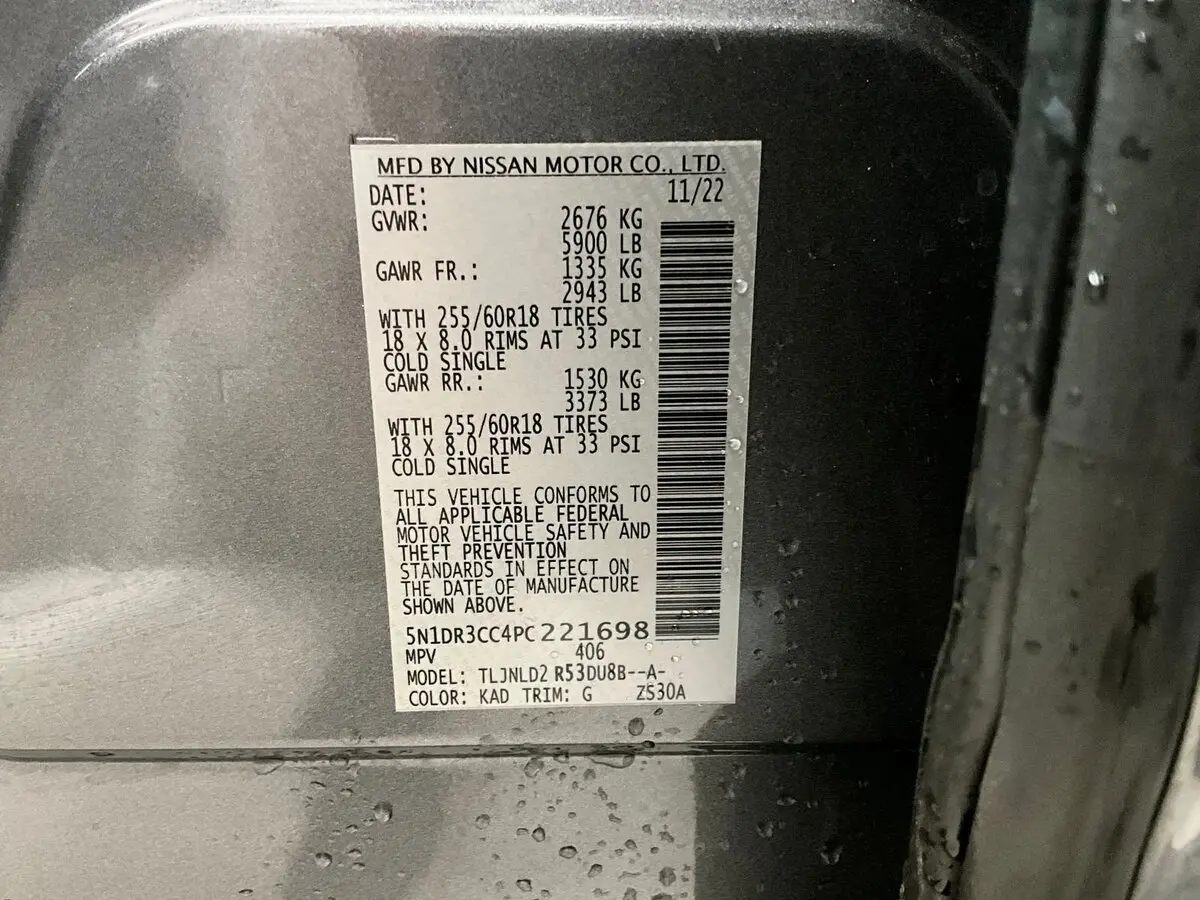 MFD BY NISSAN MOTOR CO., LTD.
DATE: 11/22
GVWR: 2676 KG
5900 LB
GAWR FR.: 1335 KG
2943 LB
WITH 255/60R18 TIRES
18 X 8.0 RIMS AT 33 PSI
COLD SINGLE
GAWR RR.: 1530 KG
3373 LB
WITH 255/60R18 TIRES
18 X 8.0 RIMS AT 33 PSI
COLD SINGLE
THIS VEHICLE CONFORMS TO
ALL APPLICABLE FEDERAL
MOTOR VEHICLE SAFETY AND
THEFT PREVENTION
STANDARDS IN EFFECT ON
THE DATE OF MANUFACTURE
SHOWN ABOVE.
5N1DR3CC4PC221698
MPV 406
MODEL: TLJNLD2 R53DU8B--A-
COLOR: KAD TRIM: G ZS30A